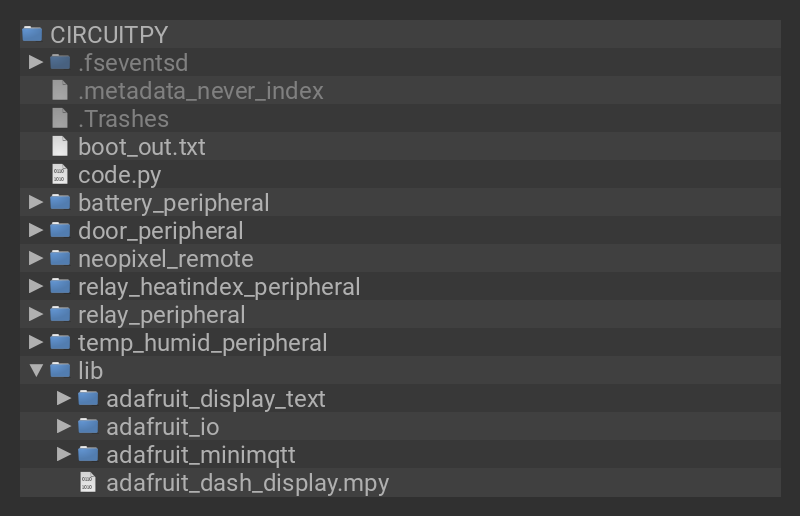 CIRCUITPY
.fseventsd
.metadata_never_index
.Trashes
boot_out.txt
code.py
battery_peripheral
door_peripheral
neopixel_remote
relay_heatindex_peripheral
relay_peripheral
temp_humid_peripheral
lib
adafruit_display_text
adafruit_io
adafruit_minimqtt
adafruit_dash_display.mpy